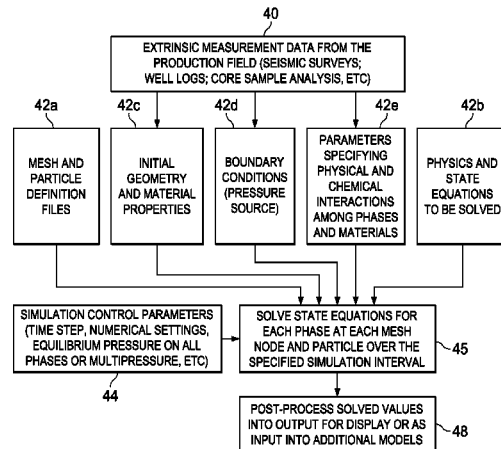 40
EXTRINSIC MEASUREMENT DATA FROM THE
PRODUCTION FIELD (SEISMIC SURVEYS;
WELL LOGS; CORE SAMPLE ANALYSIS, ETC)
42a
42c
42d
42e
42b
MESH AND
PARTICLE
DEFINITION
FILES
INITIAL
GEOMETRY
AND MATERIAL
PROPERTIES
BOUNDARY
CONDITIONS
(PRESSURE
SOURCE)
PARAMETERS
SPECIFYING
PHYSICAL AND
CHEMICAL
INTERACTIONS
AMONG PHASES
AND MATERIALS
PHYSICS AND
STATE
EQUATIONS
TO BE SOLVED
SIMULATION CONTROL PARAMETERS
(TIME STEP, NUMERICAL SETTINGS,
EQUILIBRIUM PRESSURE ON ALL
PHASES OR MULTIPRESSURE, ETC)
44
SOLVE STATE EQUATIONS FOR
EACH PHASE AT EACH MESH
NODE AND PARTICLE OVER THE
SPECIFIED SIMULATION INTERVAL
45
POST-PROCESS SOLVED VALUES
INTO OUTPUT FOR DISPLAY OR AS
INPUT INTO ADDITIONAL MODELS
48